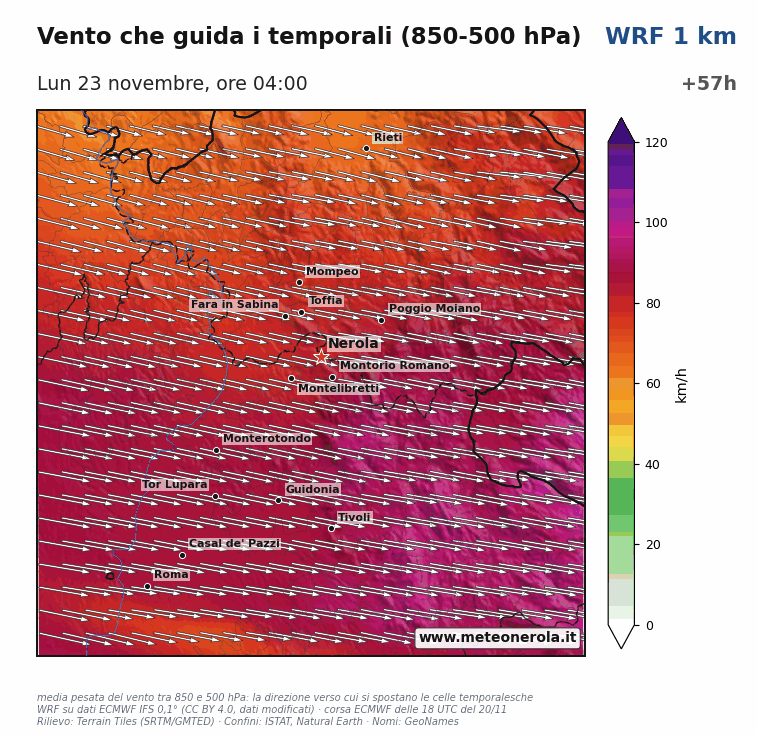 Vento che guida i temporali (850-500 hPa) WRF 1 km
Lun 23 novembre, ore 04:00 +57h
Rieti
Mompeo
Fara in Sabina
Toffia
Poggio Moiano
Nerola
Montorio Romano
Montelibretti
Monterotondo
Tor Lupara
Guidonia
Tivoli
Casal de' Pazzi
Roma
www.meteonerola.it
120
100
80
60
40
20
0
km/h
media pesata del vento tra 850 e 500 hPa: la direzione verso cui si spostano le celle temporalesche
WRF su dati ECMWF IFS 0,1° (CC BY 4.0, dati modificati) · corsa ECMWF delle 18 UTC del 20/11
Rilievo: Terrain Tiles (SRTM/GMTED) · Confini: ISTAT, Natural Earth · Nomi: GeoNames